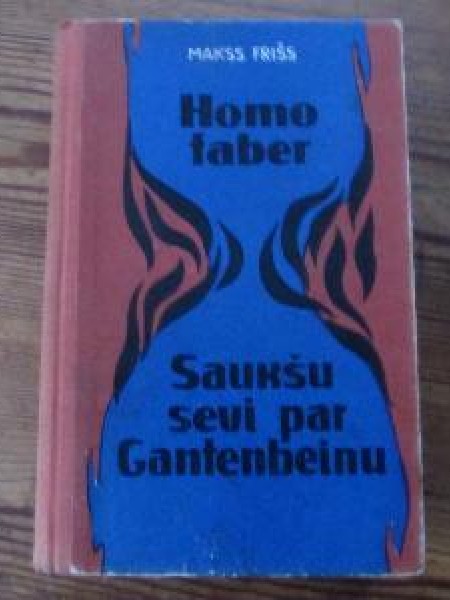 MAKSS FRIŠS
Homo
faber
Saukšu
sevi par
Gantenbeinu